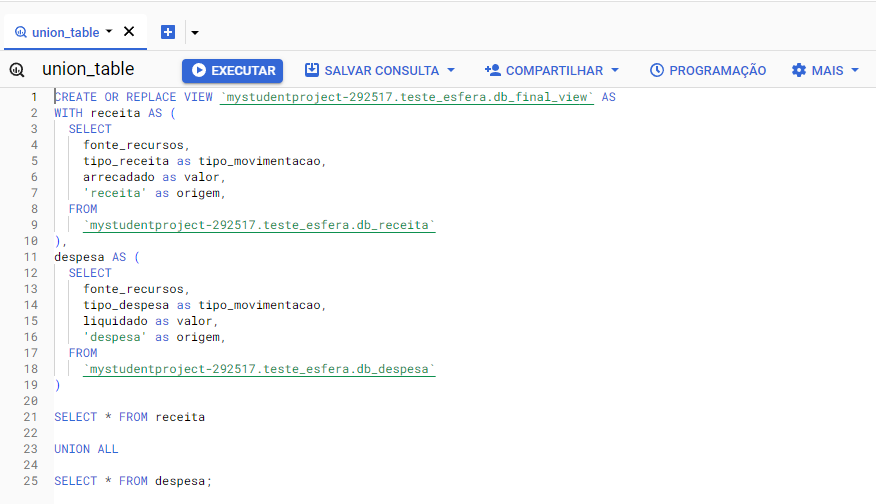 union_table
union_table EXECUTAR SALVAR CONSULTA COMPARTILHAR PROGRAMAÇÃO MAIS
1 CREATE OR REPLACE VIEW `mystudentproject-292517.teste_esfera.db_final_view` AS
2 WITH receita AS (
3 SELECT
4 fonte_recursos,
5 tipo_receita as tipo_movimentacao,
6 arrecadado as valor,
7 'receita' as origem,
8 FROM
9 `mystudentproject-292517.teste_esfera.db_receita`
10 ),
11 despesa AS (
12 SELECT
13 fonte_recursos,
14 tipo_despesa as tipo_movimentacao,
15 liquidado as valor,
16 'despesa' as origem,
17 FROM
18 `mystudentproject-292517.teste_esfera.db_despesa`
19 )
20
21 SELECT * FROM receita
22
23 UNION ALL
24
25 SELECT * FROM despesa;